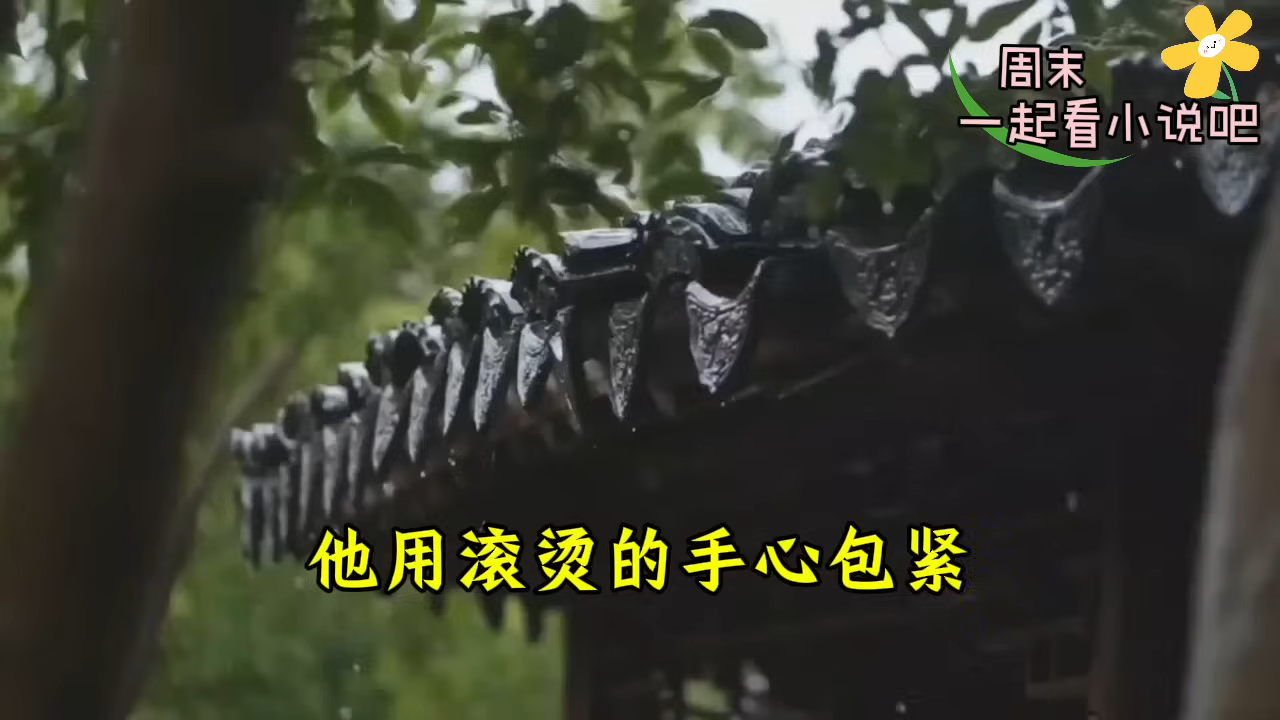 周末
一起看小说吧
他用滚烫的手心包紧